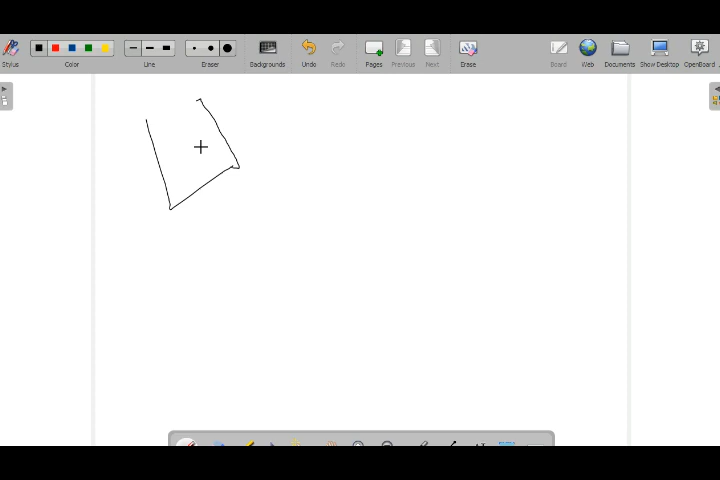 Stylus Color Line Eraser Backgrounds Undo Redo Pages Previous Next Erase Board Web Documents Show Desktop OpenBoard